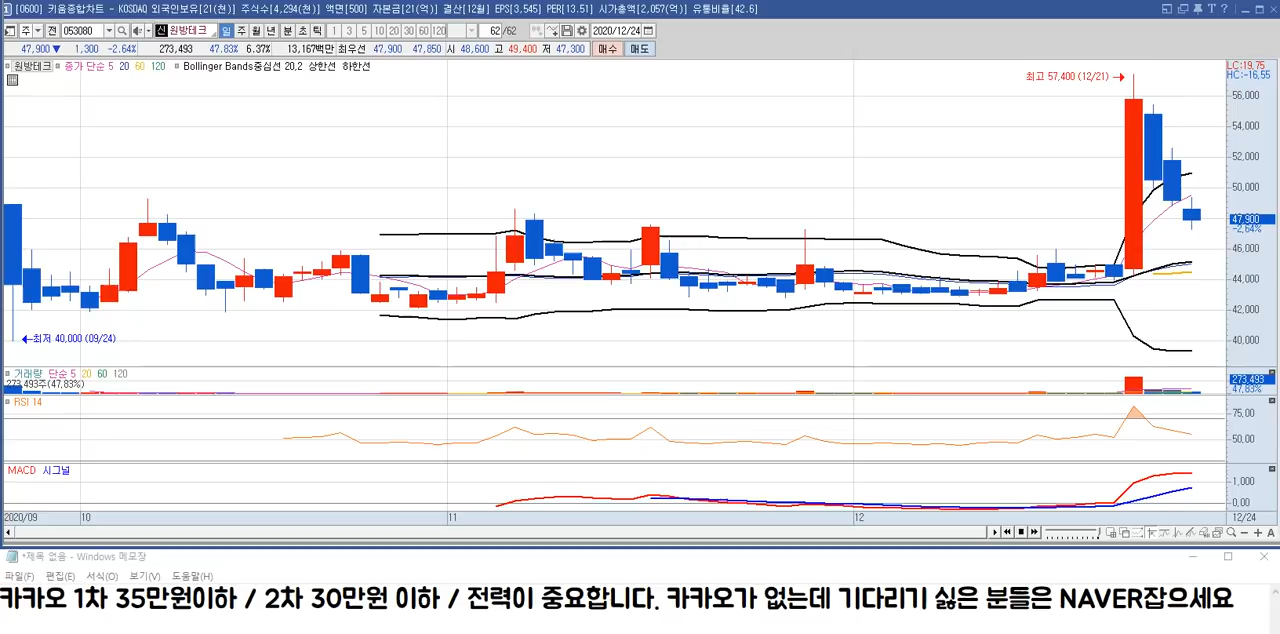 [0600] 키움종합차트 - KOSDAQ 외국인보유[21(천)] 주식수[4,294(천)] 액면[500] 자본금[21(억)] 결산[12월] EPS[3,545] PER[13.51] 시가총액[2,057(억)] 유통비율[42.6]
주 전 053080 신 원방테크 일 주 월 년 분 초 틱 1 3 5 10 20 30 60 120 62 /62 2020/12/24
47,900 ▼ 1,300 -2.64% 273,493 47.83% 6.37% 13,167백만 최우선 47,900 47,850 시 48,600 고 49,400 저 47,300 매수 매도
원방테크 종가 단순 5 20 60 120 Bollinger Bands중심선 20,2 상한선 하한선
LC:19.75
HC:-16.55
최고 57,400 (12/21) →
56,000
54,000
52,000
50,000
47,900
-2.64%
46,000
44,000
42,000
40,000
←최저 40,000 (09/24)
거래량 단순 5 20 60 120
273,493주(47.83%)
273,493
47.83%
RSI 14
75.00
50.00
MACD 시그널
1,000
0.00
2020/09 10 11 12 12/24
*제목 없음 - Windows 메모장
파일(F) 편집(E) 서식(O) 보기(V) 도움말(H)
카카오 1차 35만원이하 / 2차 30만원 이하 / 전력이 중요합니다. 카카오가 없는데 기다리기 싫은 분들은 NAVER잡으세요